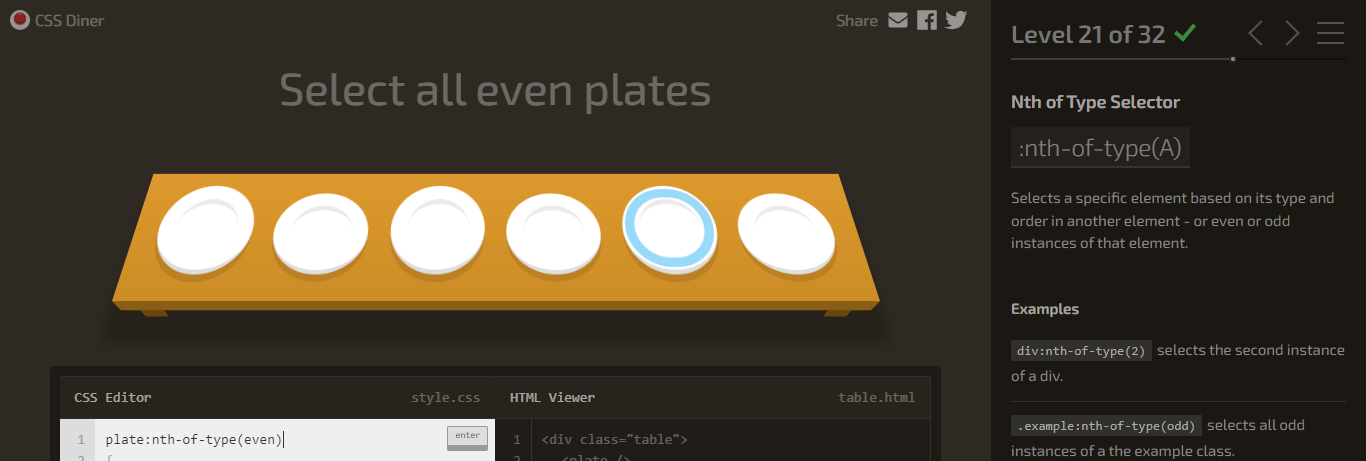 CSS Diner
Share
Level 21 of 32
Select all even plates
Nth of Type Selector
:nth-of-type(A)
Selects a specific element based on its type and
order in another element - or even or odd
instances of that element.
Examples
div:nth-of-type(2) selects the second instance
of a div.
.example:nth-of-type(odd) selects all odd
instances of a the example class.
CSS Editor style.css
1 plate:nth-of-type(even) enter
2 {
HTML Viewer table.html
1 <div class="table">
2 <plate />